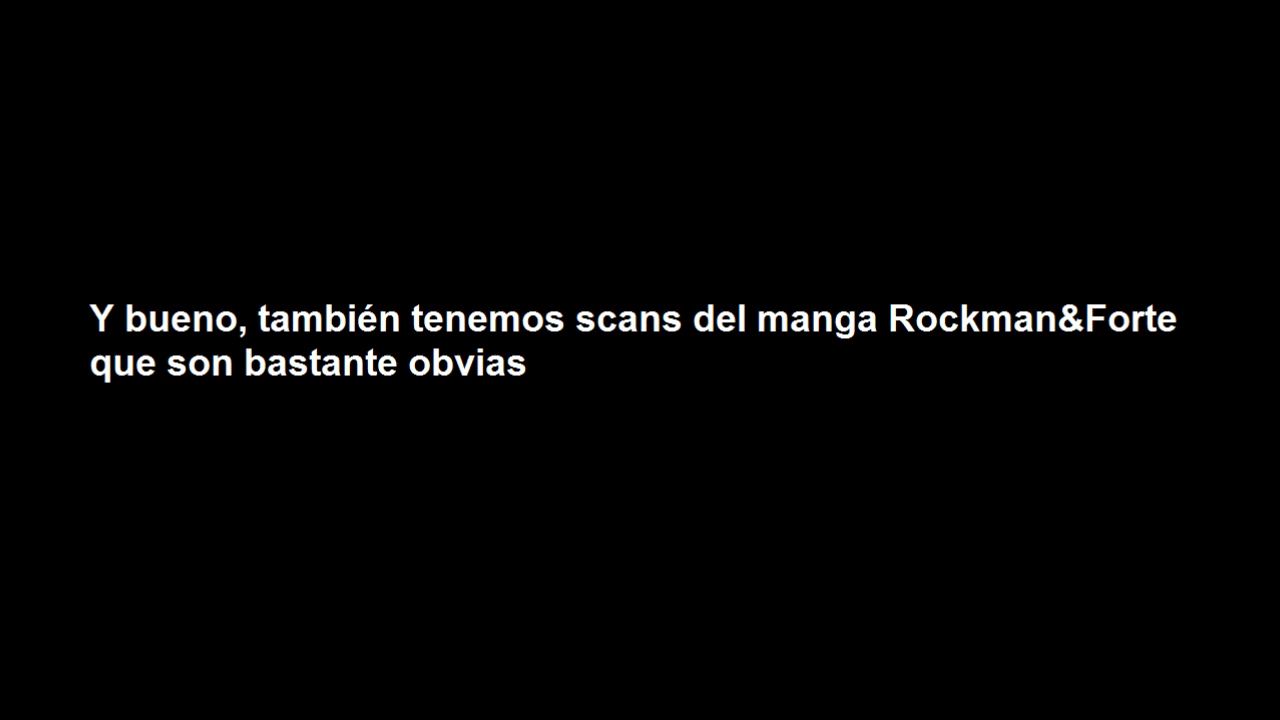 Y bueno, también tenemos scans del manga Rockman&Forte
que son bastante obvias